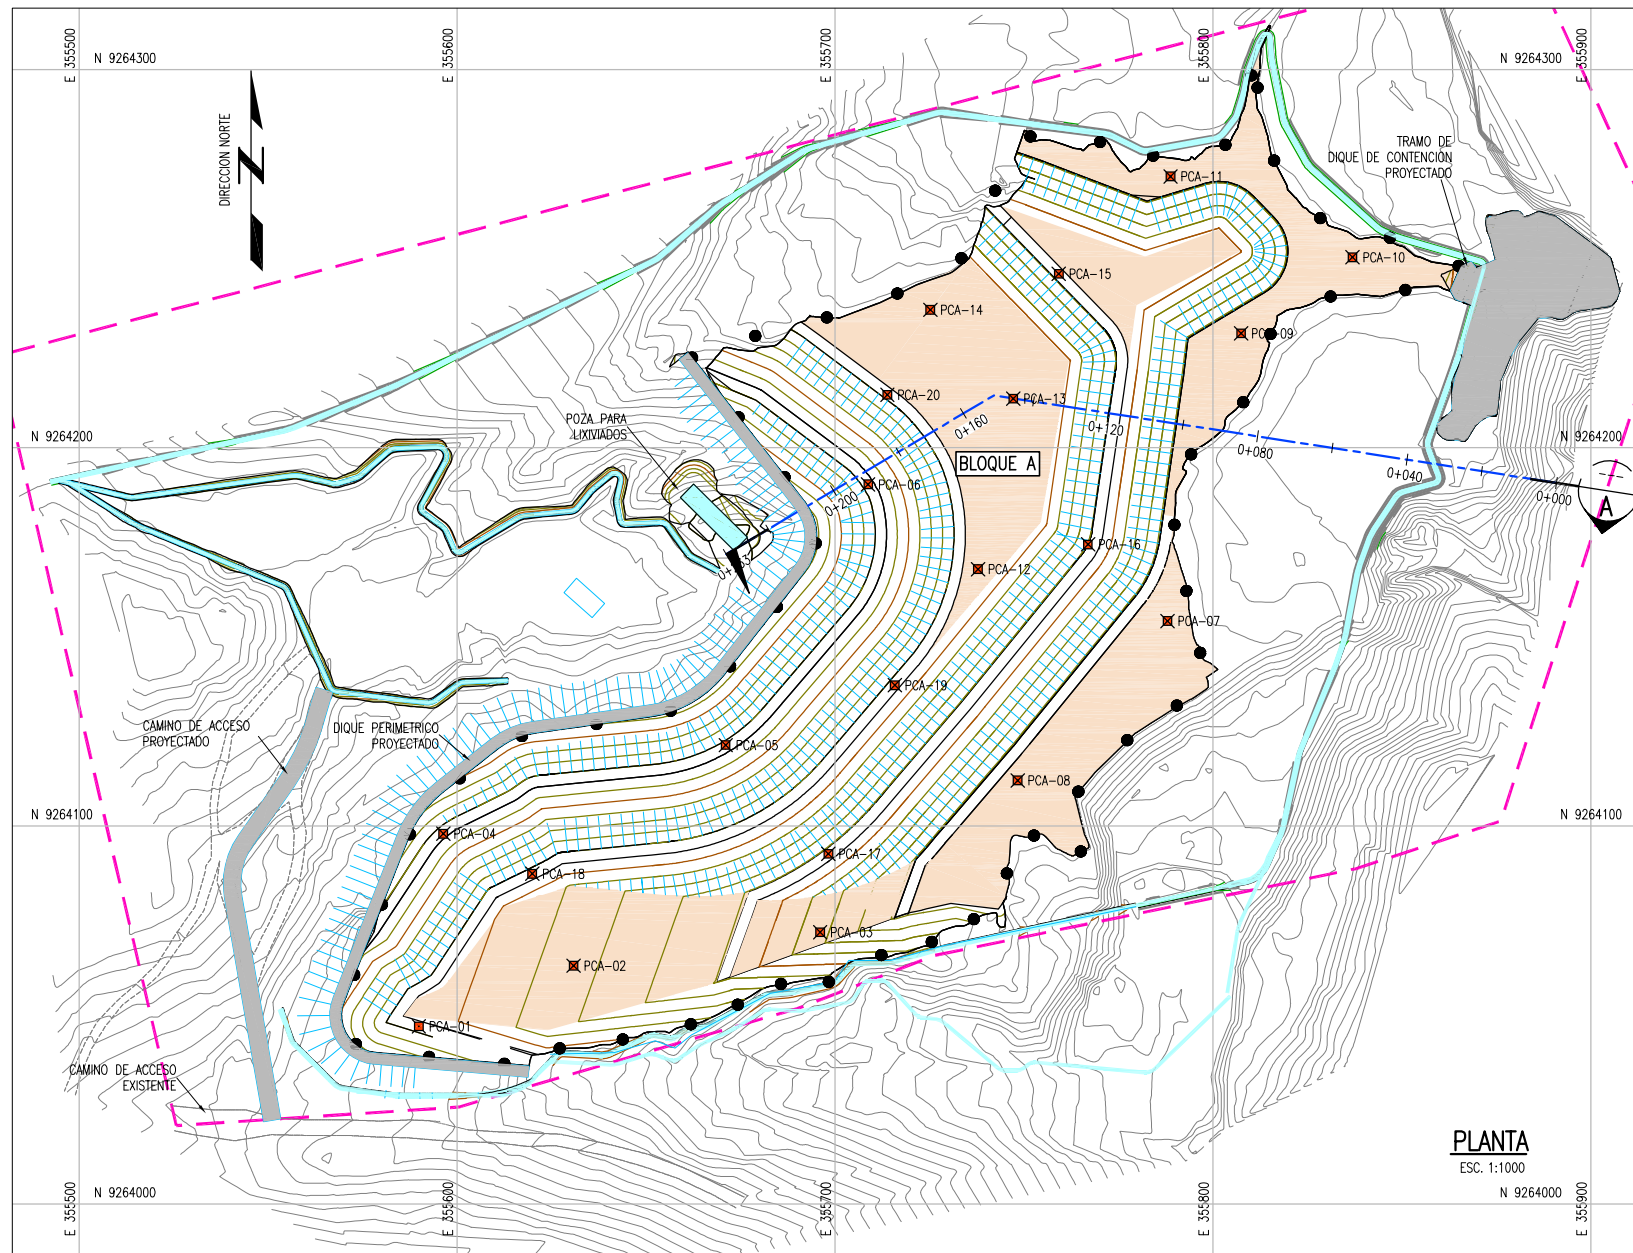 E 355500
N 9264300
E 355600
E 355700
E 355800
N 9264300
E 355900
DIRECCION NORTE
N
TRAMO DE
DIQUE DE CONTENCIÓN
PROYECTADO
PCA-11
PCA-10
PCA-15
PCA-14
PCA-09
PCA-20
PCA-13
POZA PARA
LIXIVIADOS
0+160
0+120
0+080
0+040
0+000
N 9264200
N 9264200
BLOQUE A
PCA-06
0+200
A
PCA-16
PCA-12
PCA-07
PCA-19
CAMINO DE ACCESO
PROYECTADO
DIQUE PERIMETRICO
PROYECTADO
PCA-05
PCA-08
N 9264100
N 9264100
PCA-04
PCA-17
PCA-18
PCA-03
PCA-02
PCA-01
CAMINO DE ACCESO
EXISTENTE
PLANTA
ESC. 1:1000
E 355500
N 9264000
E 355600
E 355700
E 355800
N 9264000
E 355900